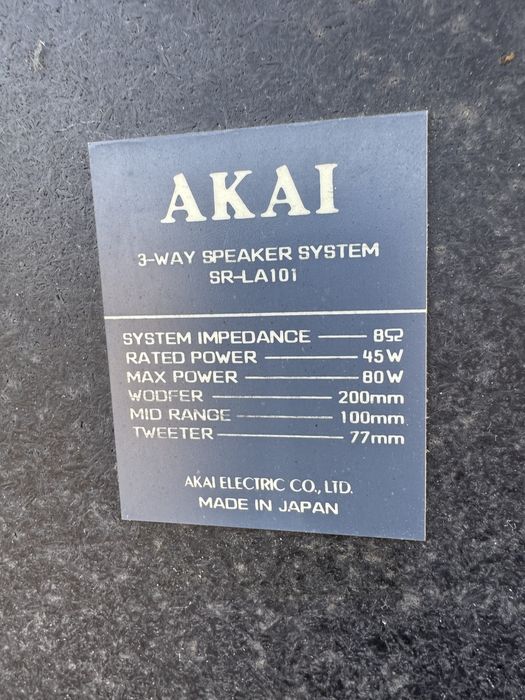 AKAI
3-WAY SPEAKER SYSTEM
SR-LA101
SYSTEM IMPEDANCE 8Ω
RATED POWER 45W
MAX POWER 80W
WOOFER 200mm
MID RANGE 100mm
TWEETER 77mm
AKAI ELECTRIC CO., LTD.
MADE IN JAPAN